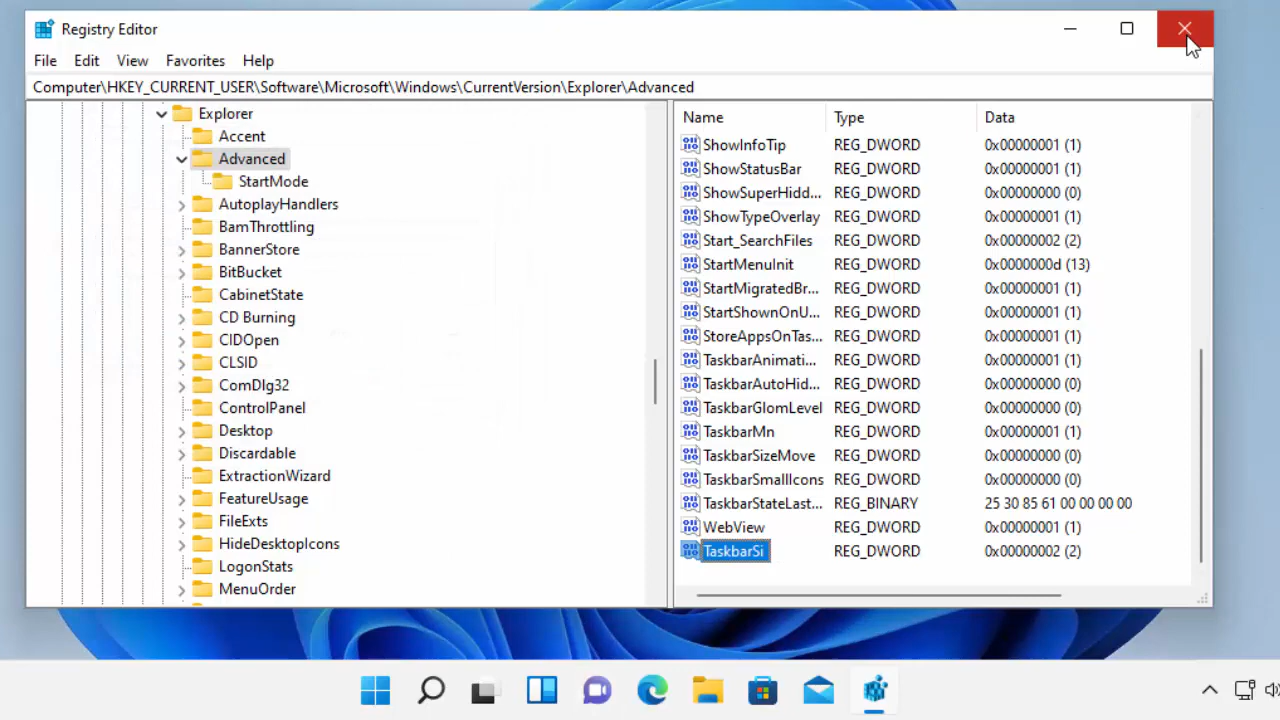 Registry Editor
File Edit View Favorites Help
Computer\HKEY_CURRENT_USER\Software\Microsoft\Windows\CurrentVersion\Explorer\Advanced
Explorer
Accent
Advanced
StartMode
AutoplayHandlers
BamThrottling
BannerStore
BitBucket
CabinetState
CD Burning
CIDOpen
CLSID
ComDlg32
ControlPanel
Desktop
Discardable
ExtractionWizard
FeatureUsage
FileExts
HideDesktopIcons
LogonStats
MenuOrder
Name Type Data
ShowInfoTip REG_DWORD 0x00000001 (1)
ShowStatusBar REG_DWORD 0x00000001 (1)
ShowSuperHidd... REG_DWORD 0x00000000 (0)
ShowTypeOverlay REG_DWORD 0x00000001 (1)
Start_SearchFiles REG_DWORD 0x00000002 (2)
StartMenuInit REG_DWORD 0x0000000d (13)
StartMigratedBr... REG_DWORD 0x00000001 (1)
StartShownOnU... REG_DWORD 0x00000001 (1)
StoreAppsOnTas... REG_DWORD 0x00000001 (1)
TaskbarAnimati... REG_DWORD 0x00000001 (1)
TaskbarAutoHid... REG_DWORD 0x00000000 (0)
TaskbarGlomLevel REG_DWORD 0x00000000 (0)
TaskbarMn REG_DWORD 0x00000001 (1)
TaskbarSizeMove REG_DWORD 0x00000000 (0)
TaskbarSmallIcons REG_DWORD 0x00000000 (0)
TaskbarStateLast... REG_BINARY 25 30 85 61 00 00 00 00
WebView REG_DWORD 0x00000001 (1)
TaskbarSi REG_DWORD 0x00000002 (2)